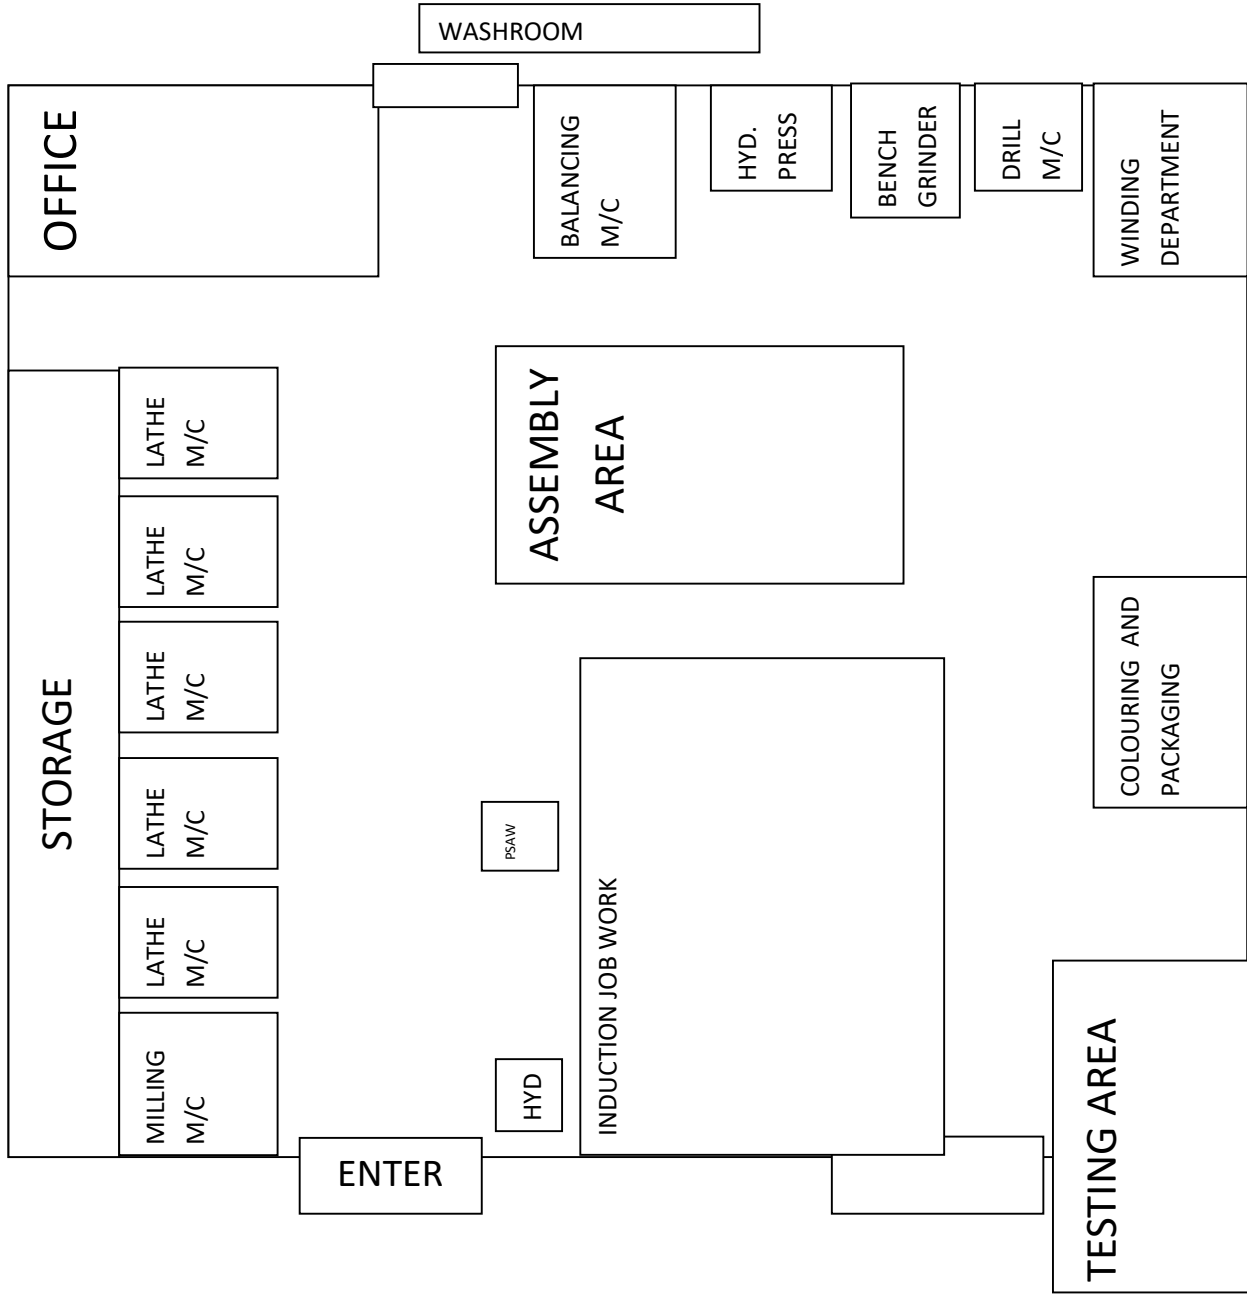 WASHROOM
OFFICE
BALANCING
M/C
HYD.
PRESS
BENCH
GRINDER
DRILL
M/C
WINDING
DEPARTMENT
STORAGE
LATHE
M/C
LATHE
M/C
LATHE
M/C
LATHE
M/C
LATHE
M/C
MILLING
M/C
ASSEMBLY
AREA
PSAW
HYD
INDUCTION JOB WORK
COLOURING AND
PACKAGING
ENTER
TESTING AREA